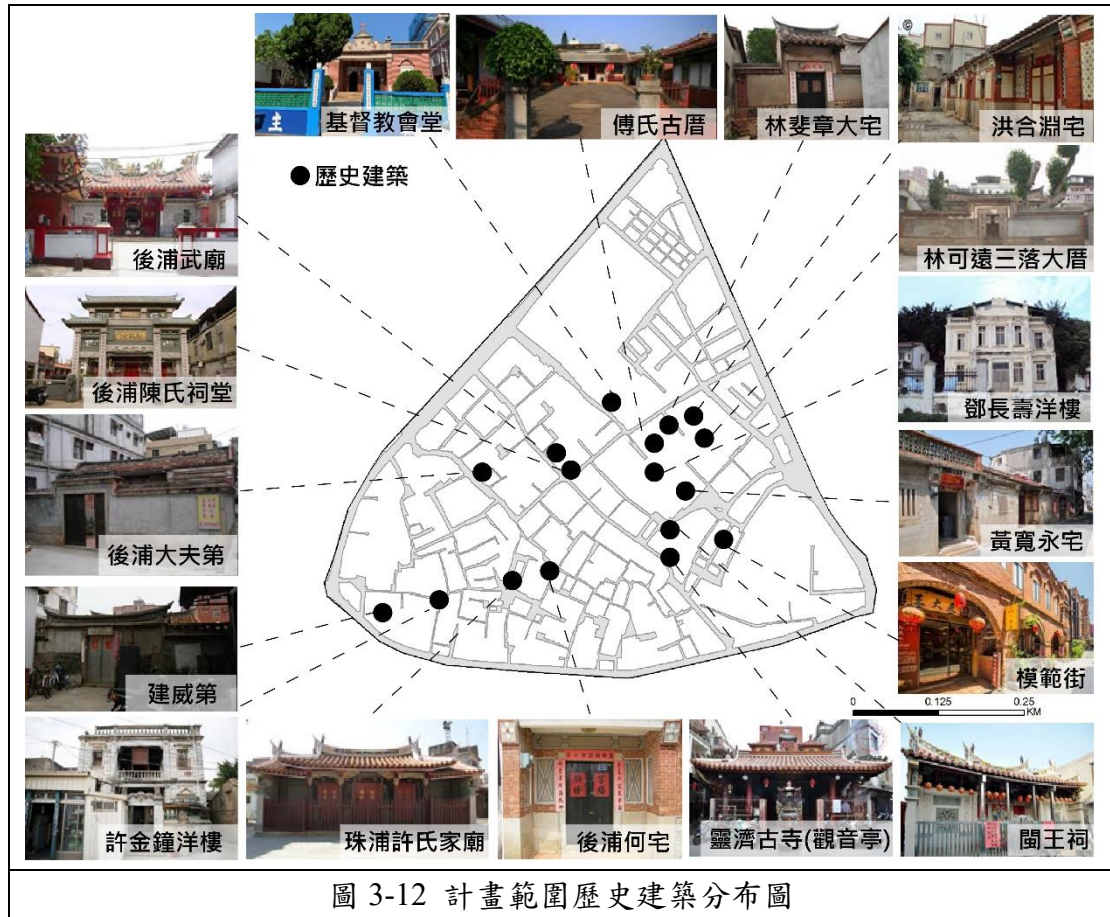 基督教會堂
傅氏古厝
林斐章大宅
©
洪合淵宅
主
●歷史建築
後浦武廟
林可遠三落大厝
後浦陳氏祠堂
鄧長壽洋樓
後浦大夫第
黃寬永宅
建威第
模範街
0 0.125 0.25
KM
許金鐘洋樓
珠浦許氏家廟
後浦何宅
靈濟古寺(觀音亭)
閩王祠
圖 3-12 計畫範圍歷史建築分布圖